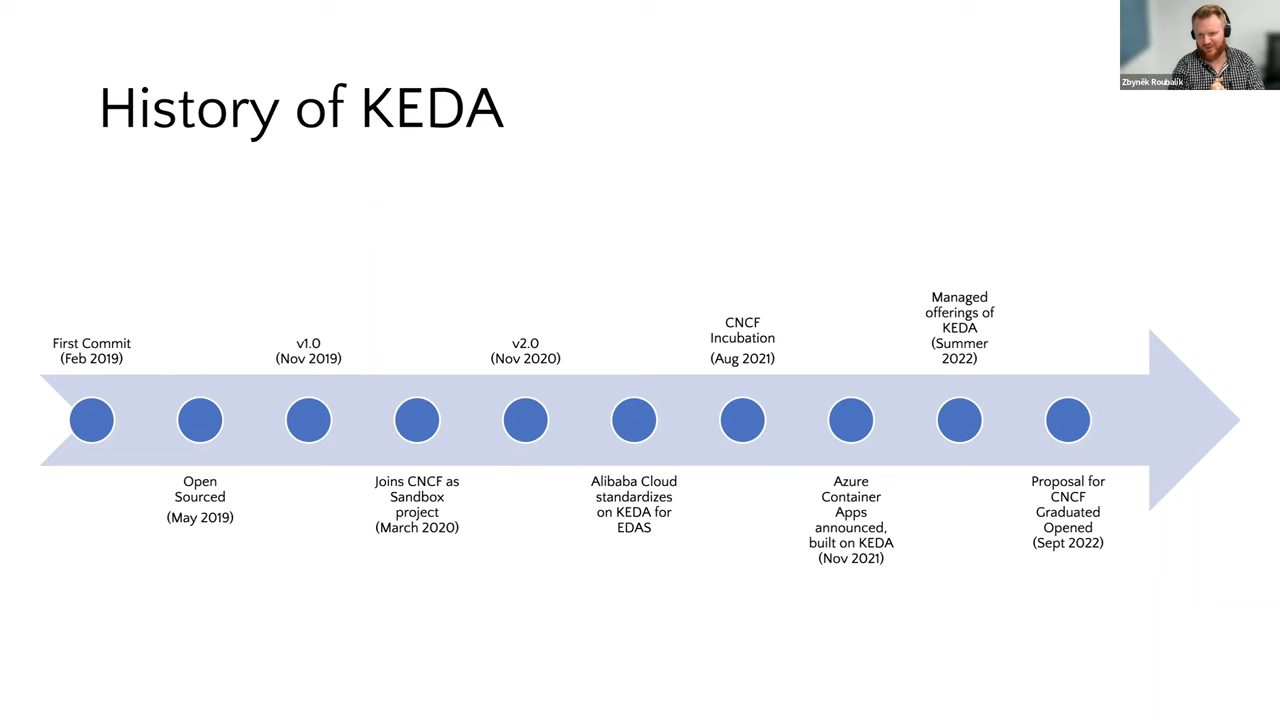 History of KEDA
Zbyněk Roubalík
First Commit
(Feb 2019)
Open
Sourced
(May 2019)
v1.0
(Nov 2019)
Joins CNCF as
Sandbox
project
(March 2020)
v2.0
(Nov 2020)
Alibaba Cloud
standardizes
on KEDA for
EDAS
CNCF
Incubation
(Aug 2021)
Azure
Container
Apps
announced,
built on KEDA
(Nov 2021)
Managed
offerings of
KEDA
(Summer
2022)
Proposal for
CNCF
Graduated
Opened
(Sept 2022)